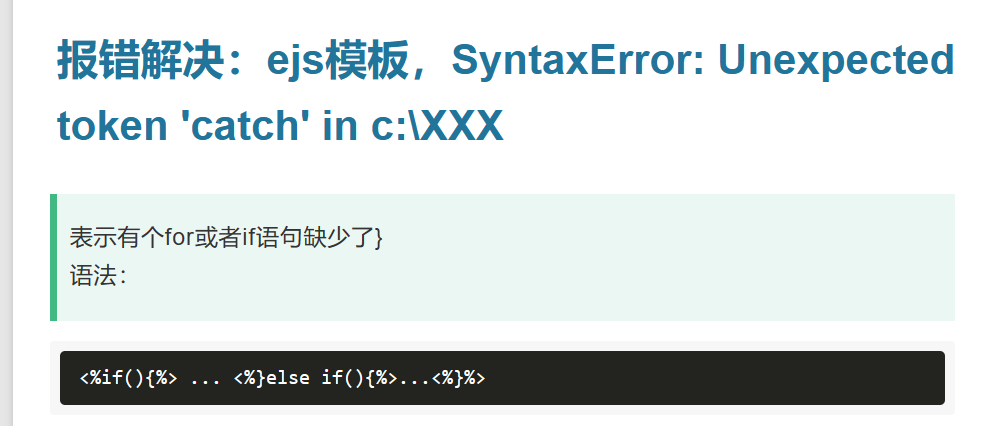 报错解决：ejs模板，SyntaxError: Unexpected
token 'catch' in c:\XXX
表示有个for或者if语句缺少了}
语法：
<%if(){%> ... <%}else if(){%>...<%}%>